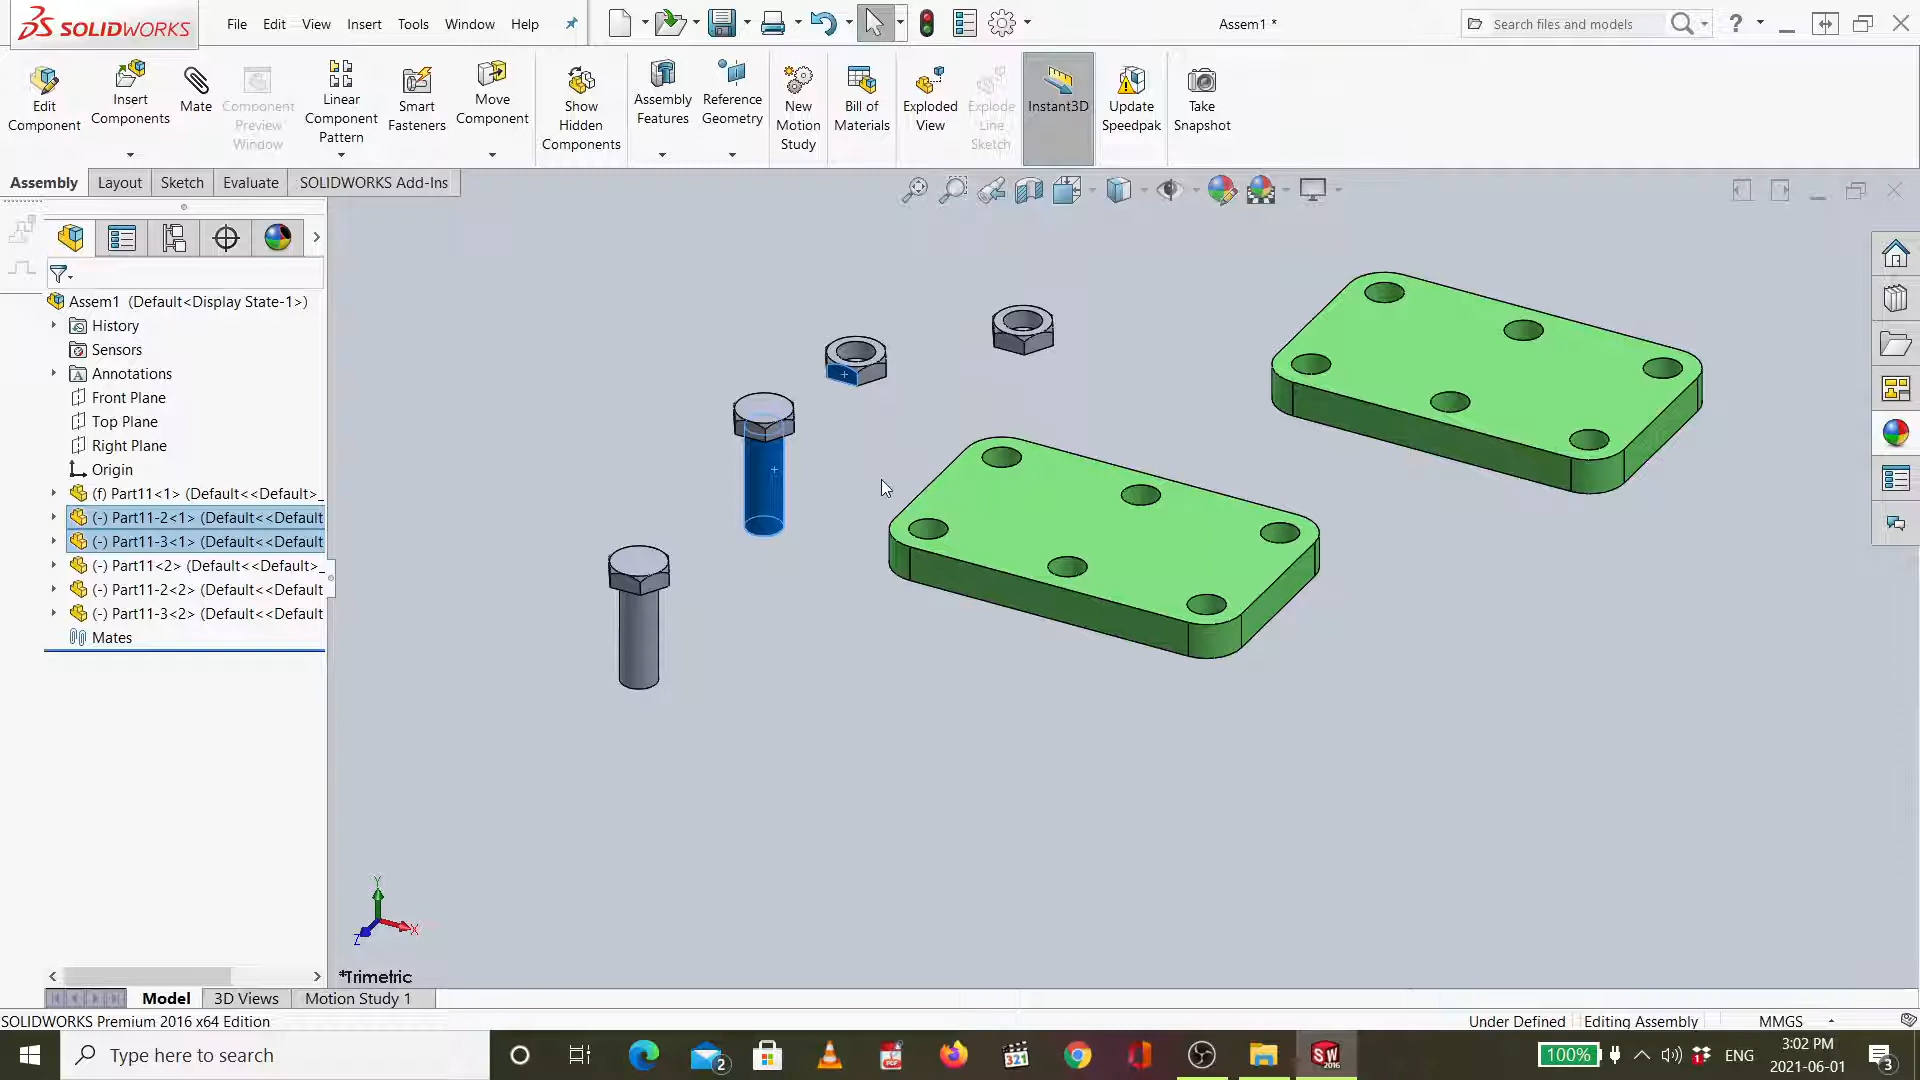 SOLIDWORKS
File Edit View Insert Tools Window Help
Assem1 *
Search files and models
?
Edit Component
Insert Components
Mate
Component Preview Window
Linear Component Pattern
Smart Fasteners
Move Component
Show Hidden Components
Assembly Features
Reference Geometry
New Motion Study
Bill of Materials
Exploded View
Explode Line Sketch
Instant3D
Update Speedpak
Take Snapshot
Assembly Layout Sketch Evaluate SOLIDWORKS Add-Ins
Assem1 (Default<Display State-1>)
History
Sensors
Annotations
Front Plane
Top Plane
Right Plane
Origin
(f) Part11<1> (Default<<Default>_
(-) Part11-2<1> (Default<<Default
(-) Part11-3<1> (Default<<Default
(-) Part11<2> (Default<<Default>_
(-) Part11-2<2> (Default<<Default
(-) Part11-3<2> (Default<<Default
Mates
Y
X
Z
*Trimetric
Model 3D Views Motion Study 1
SOLIDWORKS Premium 2016 x64 Edition
Under Defined Editing Assembly MMGS
Type here to search
2
321
SW
2016
100%
ENG
3:02 PM
2021-06-01
3